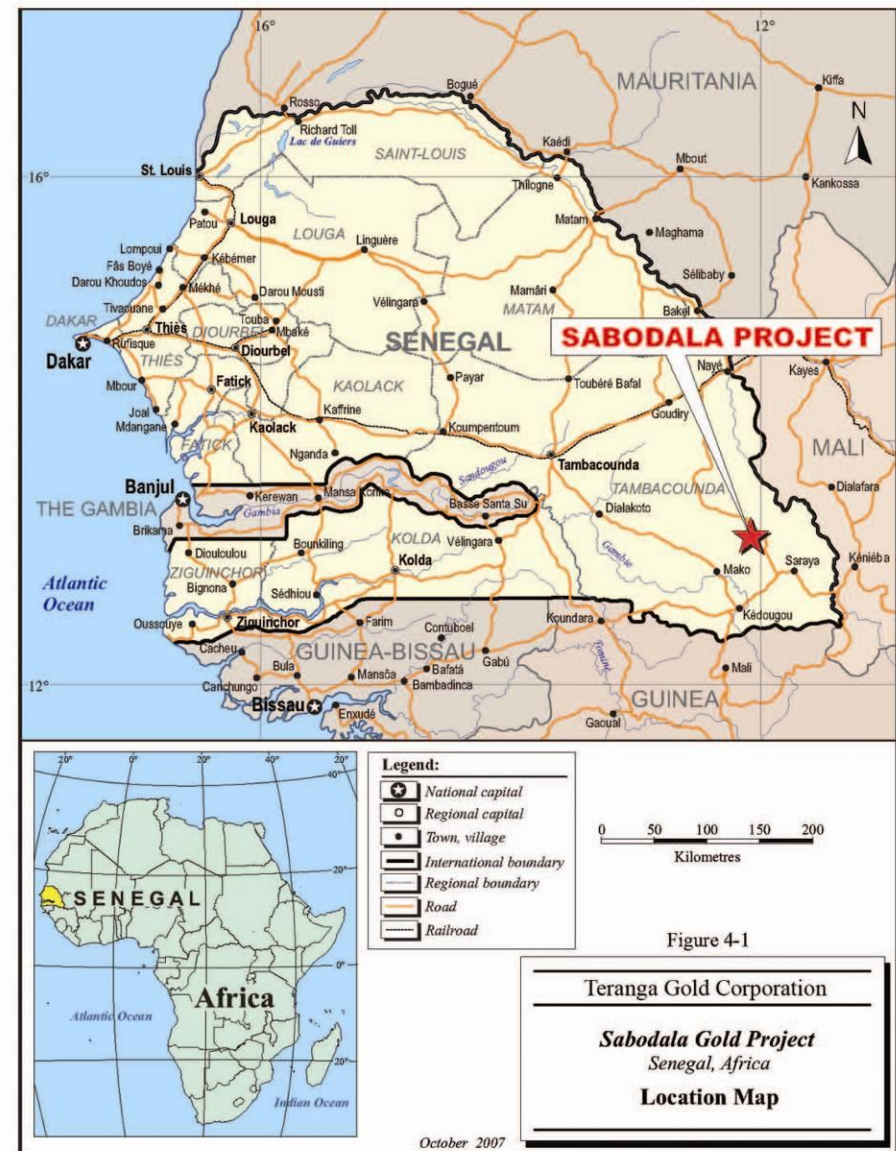 16°
12°
MAURITANIA
Kiffa
Bogué
Rosso
Richard Toll
Lac de Guiers
N
SAINT-LOUIS
Kaédi
Mbout
St. Louis
16°
Thilogne
Kankossa
Patou
Louga
Matam
LOUGA
Maghama
Lompoul
Linguère
Kébémer
Fâs Boyé
Sélibaby
Darou Khoudos
Mékhé
Darou Mousti
Mamâri
Vélingara
MATAM
Tivaouane
Bakel
DAKAR
Touba
Thiès
DIOURBEL
Mbaké
SENEGAL
SABODALA PROJECT
Rufisque
Dakar
Diourbel
THIÈS
Nayé
Kayes
Mbour
Fatick
KAOLACK
Payar
Toubéré Bafal
Joal
Goudiry
Mdangane
Kaolack
Kaffrine
Koumpentoum
MALI
FATICK
Nganda
Sandougou
Tambacounda
Banjul
Kerewan
Mansa Konko
TAMBACOUNDA
Dialafara
THE GAMBIA
Gambia
Basse Santa Su
Dialakoto
Brikama
KOLDA
Vélingara
Diouloulou
Bounkiling
Gambie
ZIGUINCHOR
Kolda
Mako
Saraya
Kéniéba
Atlantic
Ocean
Bignona
Sédhiou
Oussouye
Ziguinchor
Farim
Koundara
Kédougou
Cacheu
Contuboel
GUINEA-BISSAU
Tominé
Bula
Gabú
Mali
12°
Canchungo
Mansôa
Bafatá
Bambadinca
GUINEA
Bissau
Enxudé
Gaoual
40°
20°
0°
20°
40°
20°
SENEGAL
0°
Africa
Atlantic Ocean
20°
Indian Ocean
Legend:
National capital
Regional capital
Town, village
International boundary
Regional boundary
Road
Railroad
0 50 100 150 200
Kilometres
Figure 4-1
Teranga Gold Corporation
Sabodala Gold Project
Senegal, Africa
Location Map
October 2007